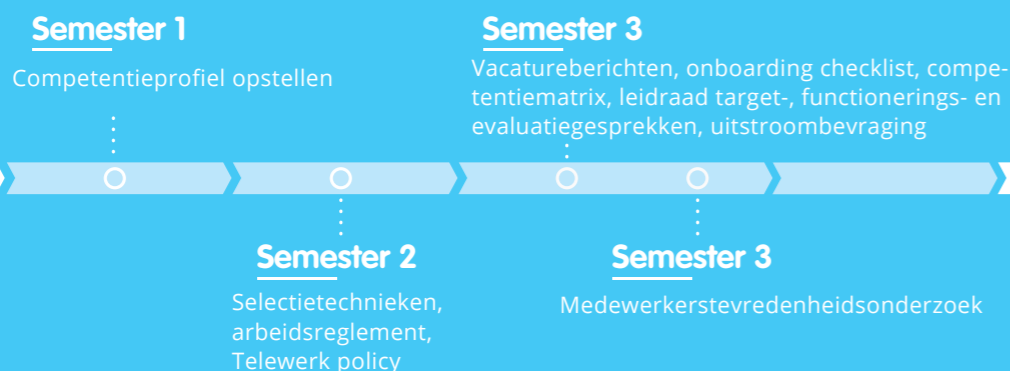 Semester 1
Competentieprofiel opstellen
Semester 3
Vacatureberichten, onboarding checklist, compe-
tentiematrix, leidraad target-, functionerings- en
evaluatiegesprekken, uitstroombevraging
Semester 2
Selectietechnieken,
arbeidsreglement,
Telewerk policy
Semester 3
Medewerkerstevredenheidsonderzoek